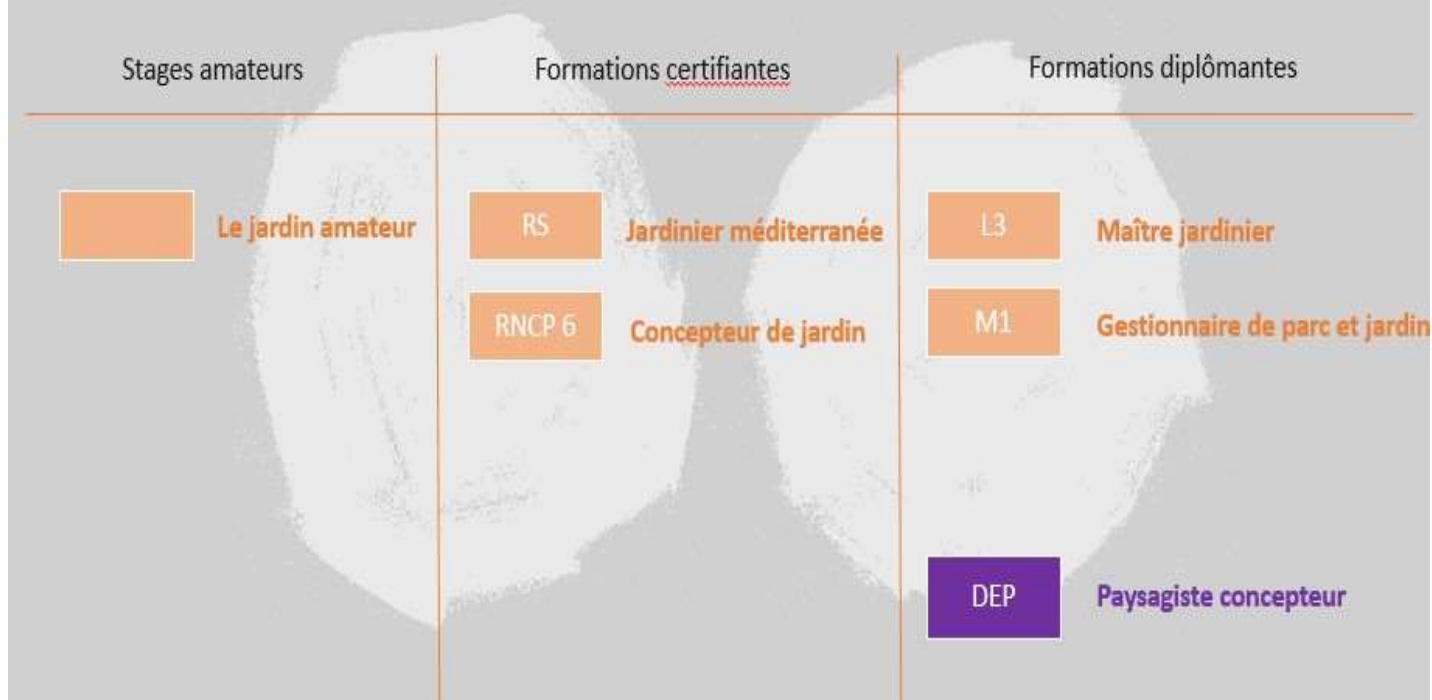 Stages amateurs
Formations certifiantes
Formations diplômantes
Le jardin amateur
RS
Jardinier méditerranée
L3
Maître jardinier
RNCP 6
Concepteur de jardin
M1
Gestionnaire de parc et jardin
DEP
Paysagiste concepteur